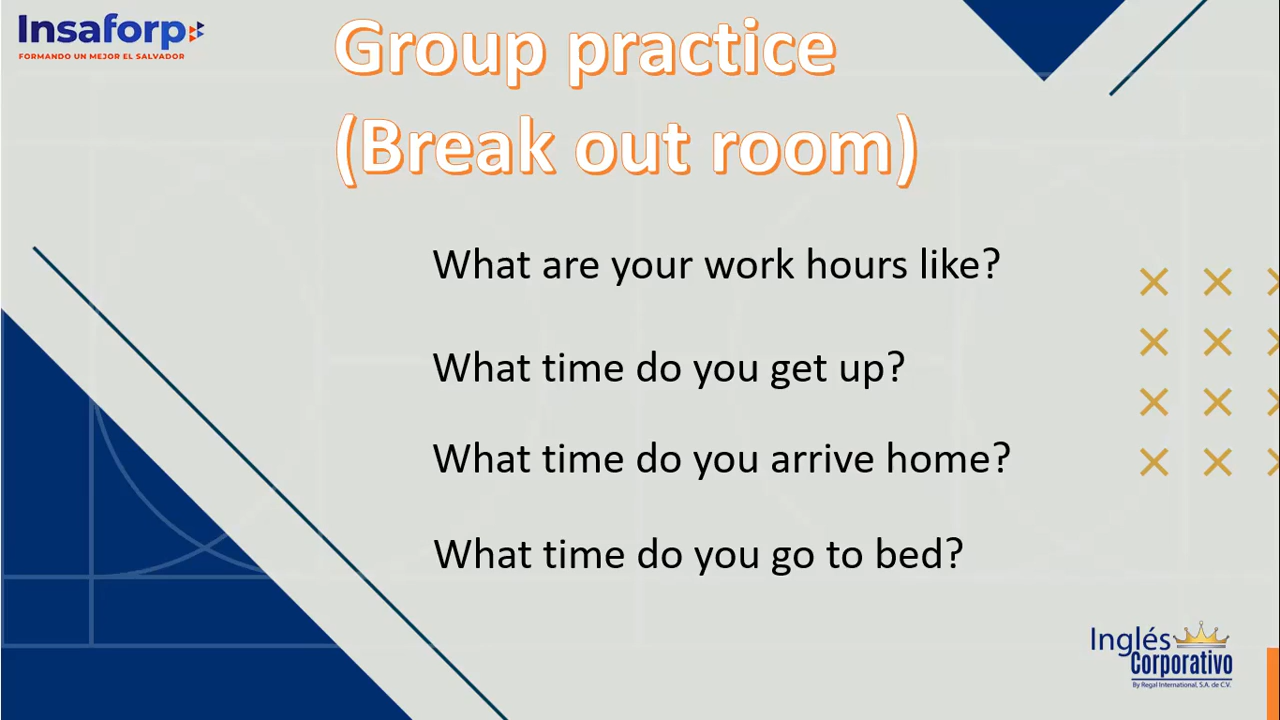 Insaforp
FORMANDO UN MEJOR EL SALVADOR
Group practice
(Break out room)
What are your work hours like?
What time do you get up?
What time do you arrive home?
What time do you go to bed?
Inglés
Corporativo
By Regal International, S.A. de C.V.